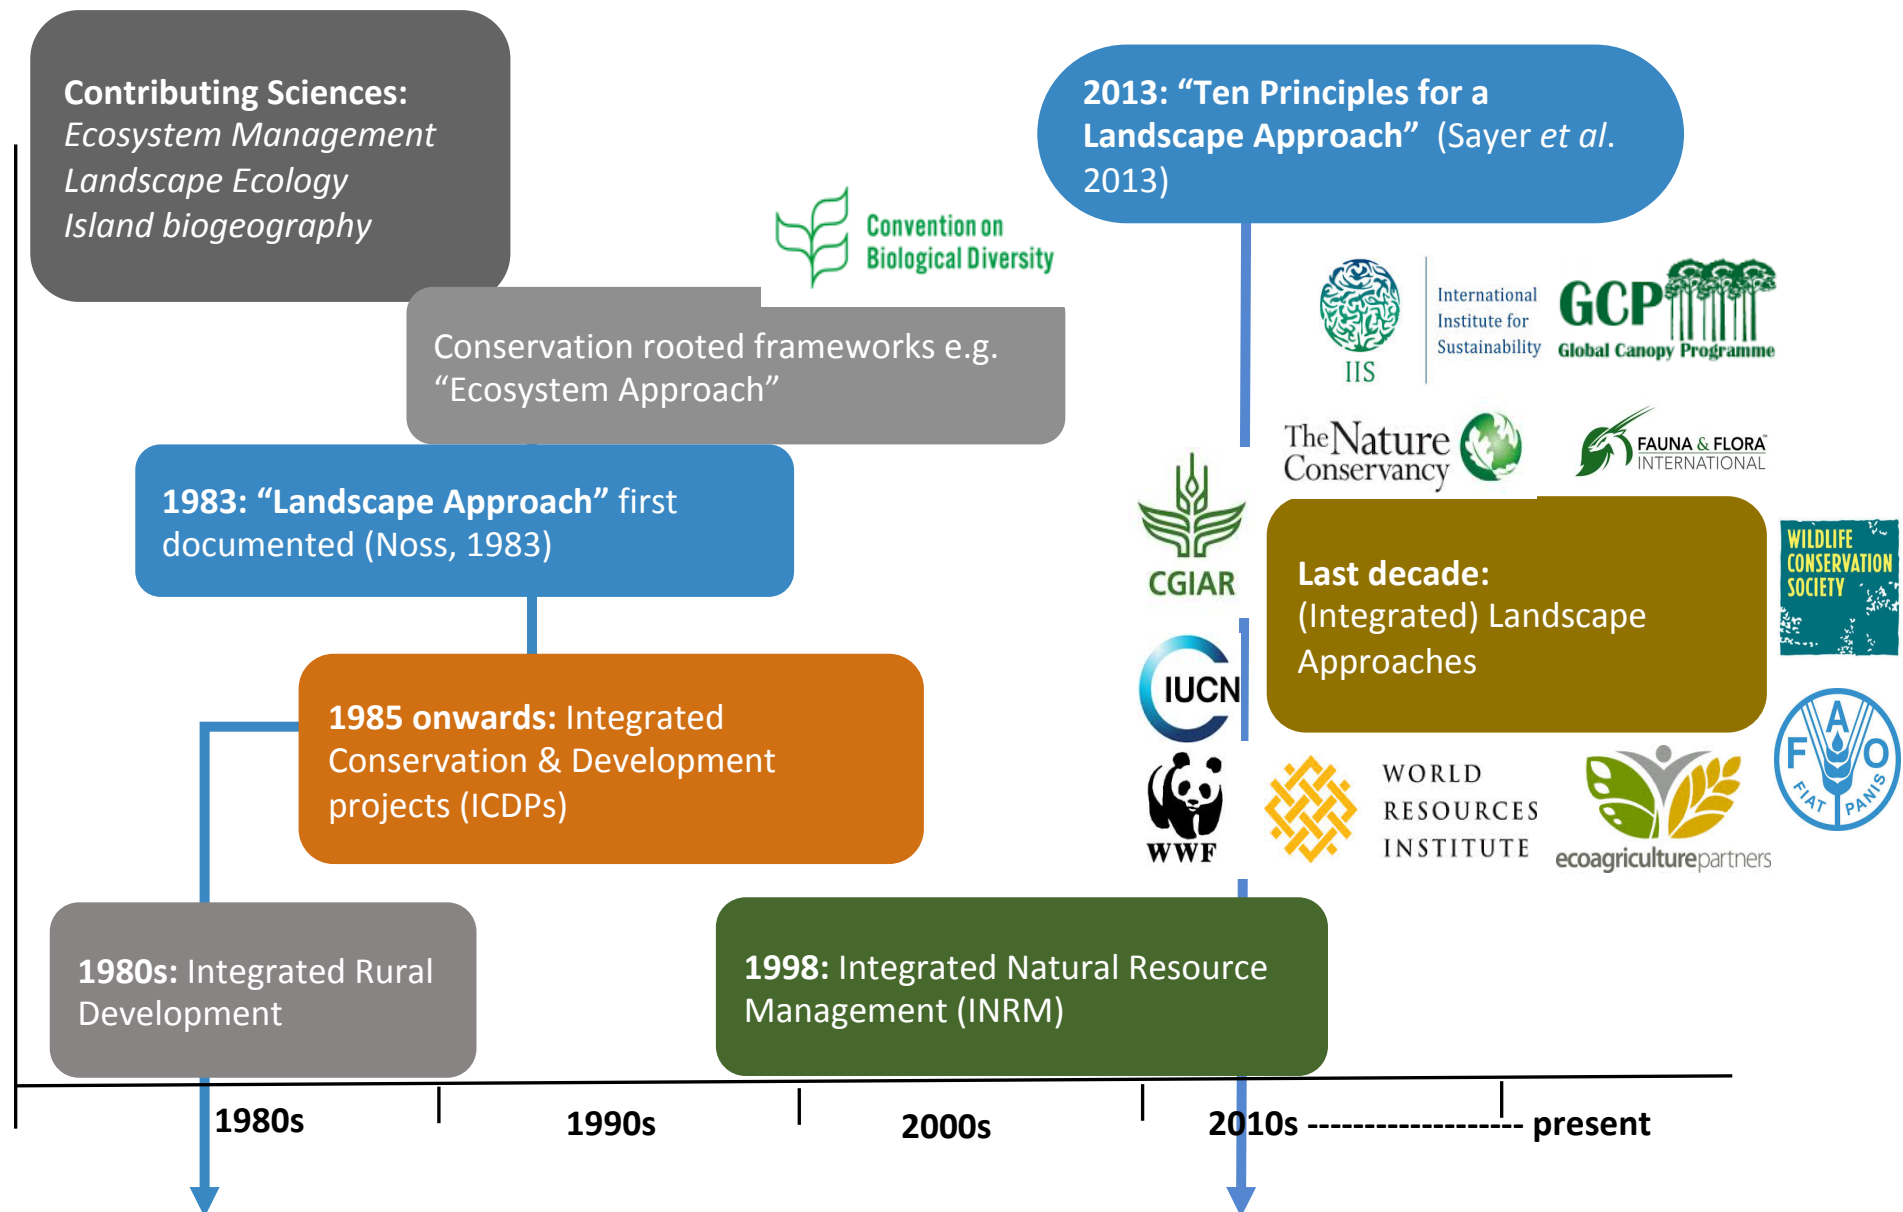 Contributing Sciences:
Ecosystem Management
Landscape Ecology
Island biogeography
2013: “Ten Principles for a
Landscape Approach” (Sayer et al.
2013)
Convention on
Biological Diversity
Conservation rooted frameworks e.g.
“Ecosystem Approach”
IIS
International
Institute for
Sustainability
GCP
Global Canopy Programme
The Nature
Conservancy
FAUNA & FLORA
INTERNATIONAL
1983: “Landscape Approach” first
documented (Noss, 1983)
CGIAR
Last decade:
(Integrated) Landscape
Approaches
WILDLIFE
CONSERVATION
SOCIETY
IUCN
1985 onwards: Integrated
Conservation & Development
projects (ICDPs)
FAO
FIAT PANIS
WWF
WORLD
RESOURCES
INSTITUTE
ecoagriculturepartners
1980s: Integrated Rural
Development
1998: Integrated Natural Resource
Management (INRM)
1980s
1990s
2000s
2010s ------------------- present